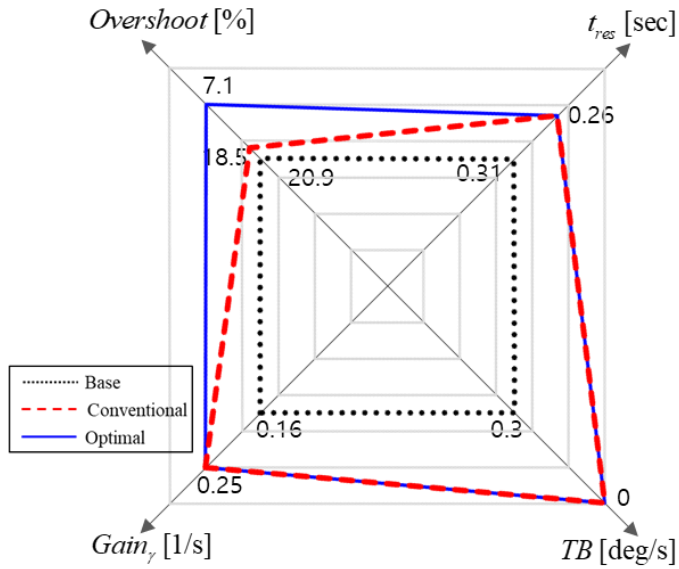 Overshoot [%]
t_res [sec]
7.1
0.26
18.5
20.9
0.31
Base
Conventional
Optimal
0.16
0.3
0.25
0
Gain_γ [1/s]
TB [deg/s]